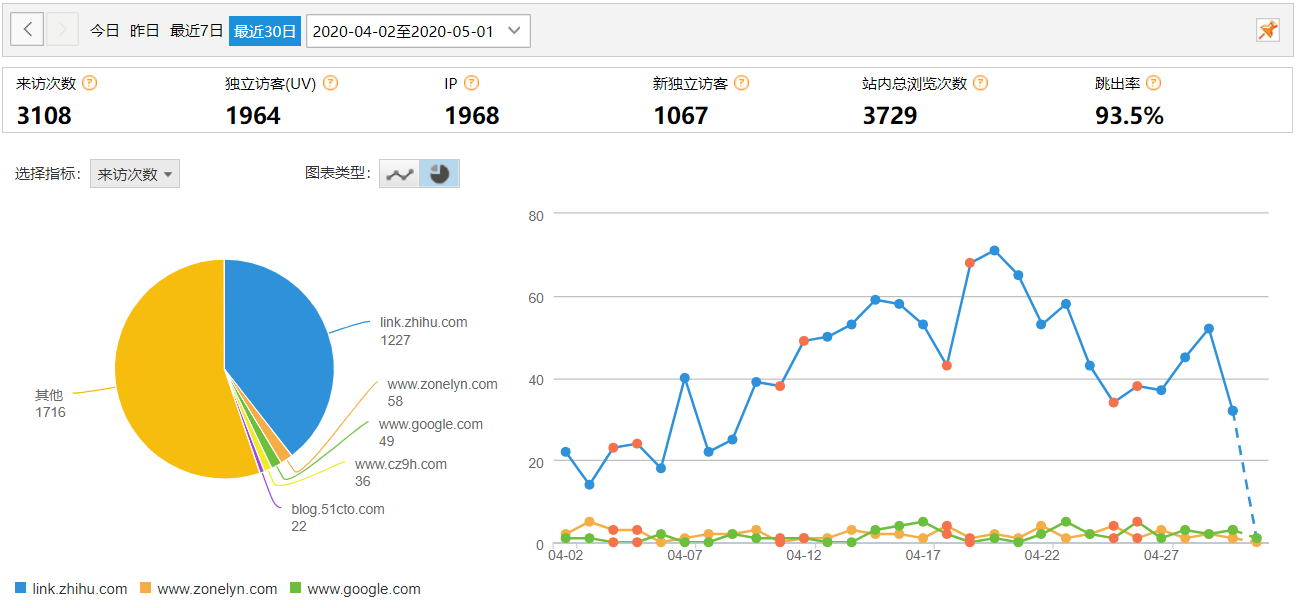 今日 昨日 最近7日 最近30日 2020-04-02至2020-05-01
来访次数 ? 独立访客(UV) ? IP ? 新独立访客 ? 站内总浏览次数 ? 跳出率 ?
3108 1964 1968 1067 3729 93.5%
选择指标: 来访次数 图表类型:
link.zhihu.com
1227
www.zonelyn.com
58
www.google.com
49
www.cz9h.com
36
blog.51cto.com
22
其他
1716
80
60
40
20
0
04-02 04-07 04-12 04-17 04-22 04-27
link.zhihu.com www.zonelyn.com www.google.com